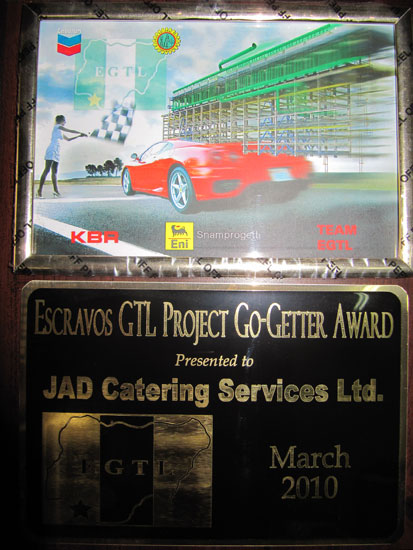 EGTL
KBR
Eni
Snamprogetti
TEAM
EGTL
ESCRAVOS GTL PROJECT GO-GETTER AWARD
Presented to
JAD Catering Services Ltd.
EGTL
March
2010